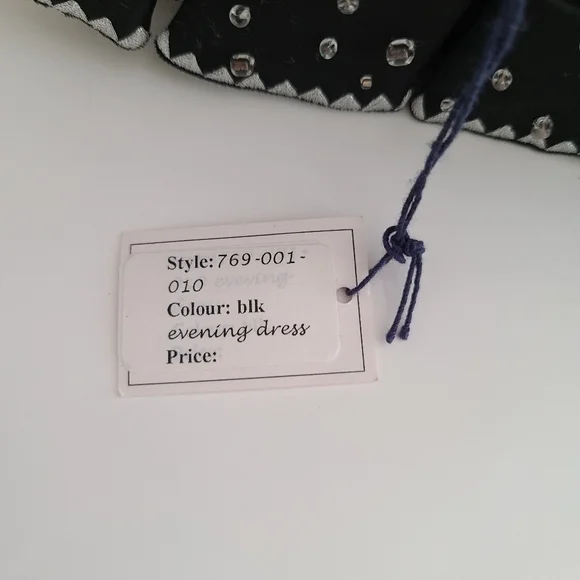 Style: 769-001-
010
Colour: blk
evening dress
Price: